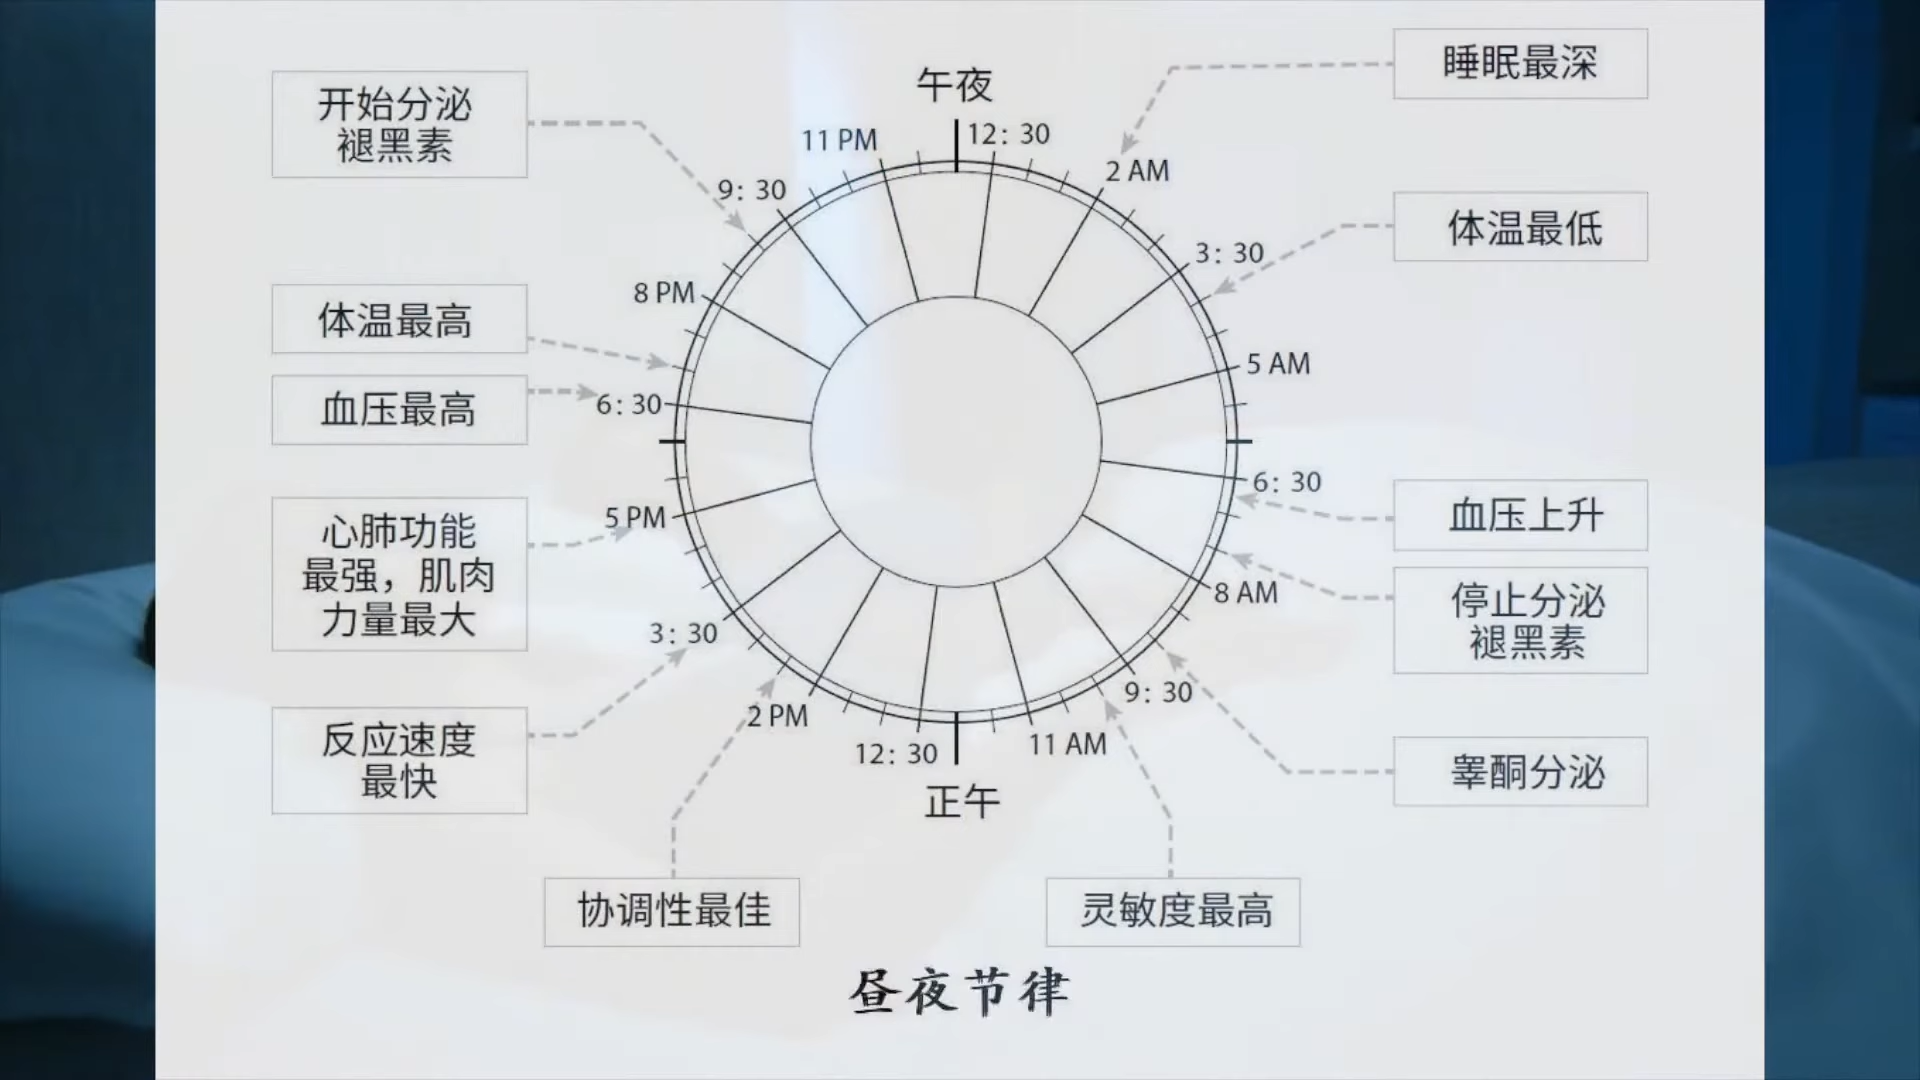 午夜
12: 30
2 AM
3: 30
5 AM
6: 30
8 AM
9: 30
11 AM
正午
12: 30
2 PM
3: 30
5 PM
6: 30
8 PM
9: 30
11 PM
睡眠最深
体温最低
血压上升
停止分泌
褪黑素
睾酮分泌
灵敏度最高
协调性最佳
反应速度
最快
心肺功能
最强，肌肉
力量最大
血压最高
体温最高
开始分泌
褪黑素
昼夜节律